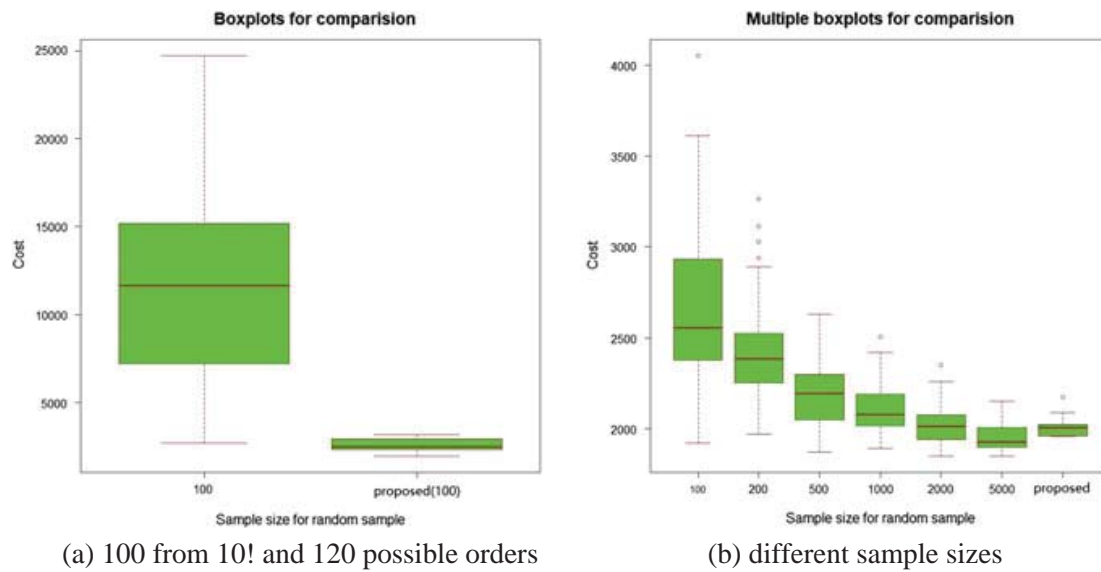 Boxplots for comparision
25000
20000
15000
10000
5000
Cost
100
proposed(100)
Sample size for random sample
(a) 100 from 10! and 120 possible orders
Multiple boxplots for comparision
4000
3500
3000
2500
2000
Cost
100 200 500 1000 2000 5000 proposed
Sample size for random sample
(b) different sample sizes